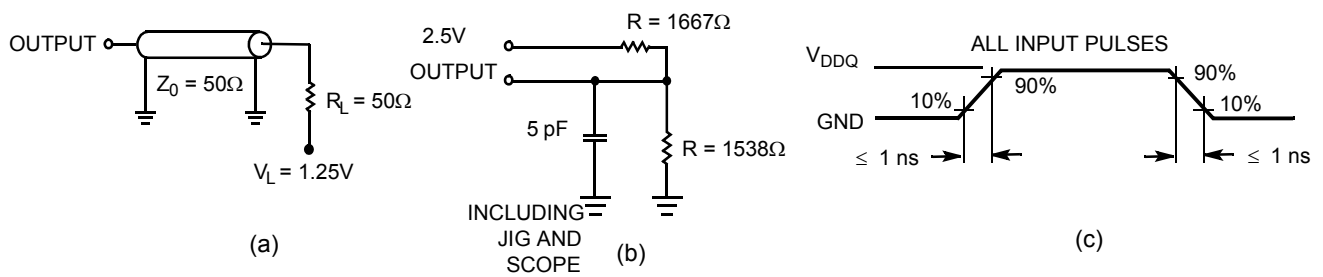 OUTPUT
Z0 = 50Ω
RL = 50Ω
VL = 1.25V
(a)
R = 1667Ω
2.5V
OUTPUT
5 pF
R = 1538Ω
INCLUDING
JIG AND
SCOPE
(b)
ALL INPUT PULSES
VDDQ
90%
90%
10%
10%
GND
≤ 1 ns
≤ 1 ns
(c)